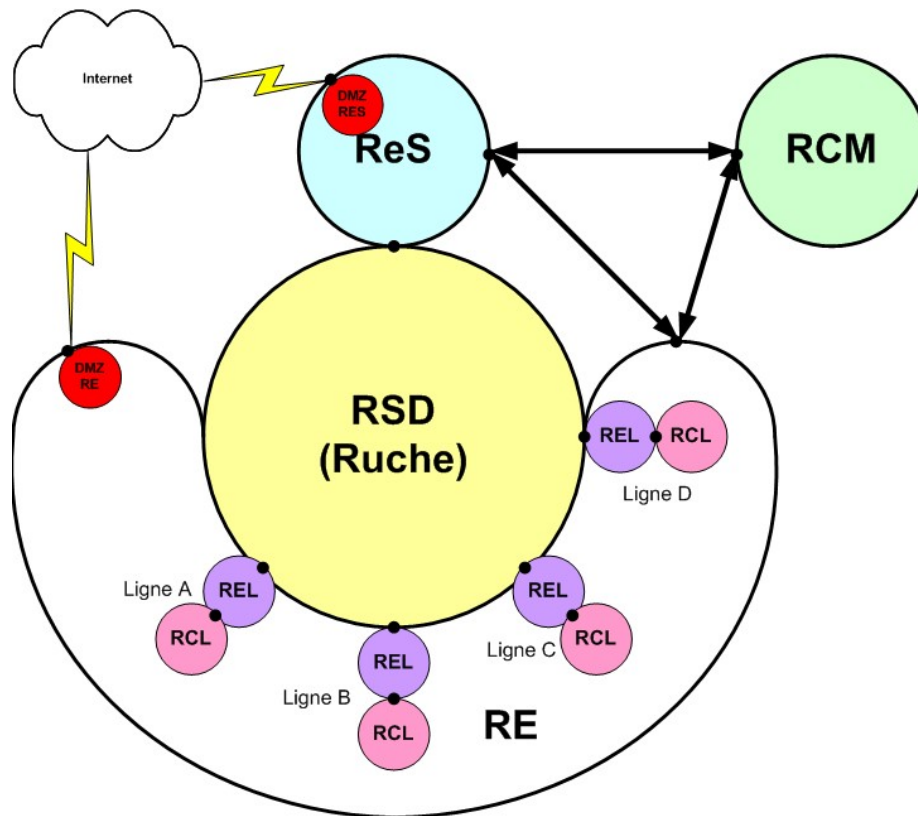 Internet
DMZ
RES
ReS
RCM
DMZ
RE
RSD
(Ruche)
REL
RCL
Ligne D
Ligne A
REL
RCL
REL
RCL
Ligne C
REL
Ligne B
RCL
RE